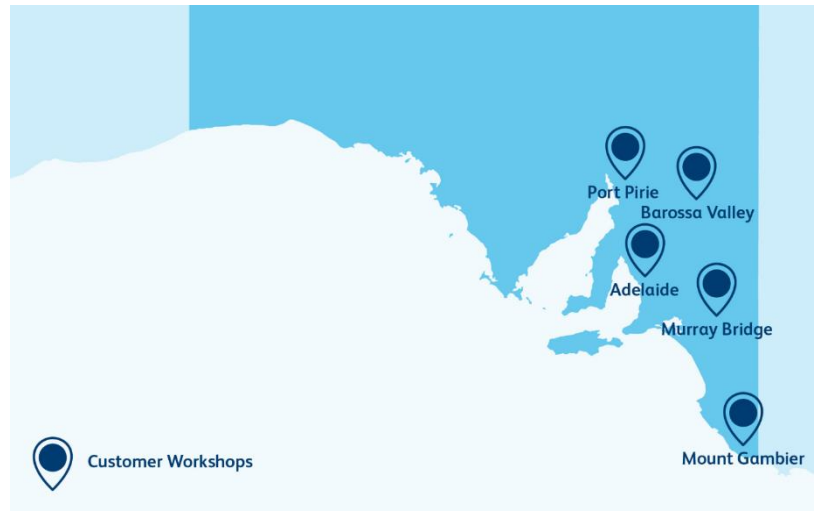 Port Pirie
Barossa Valley
Adelaide
Murray Bridge
Mount Gambier
Customer Workshops